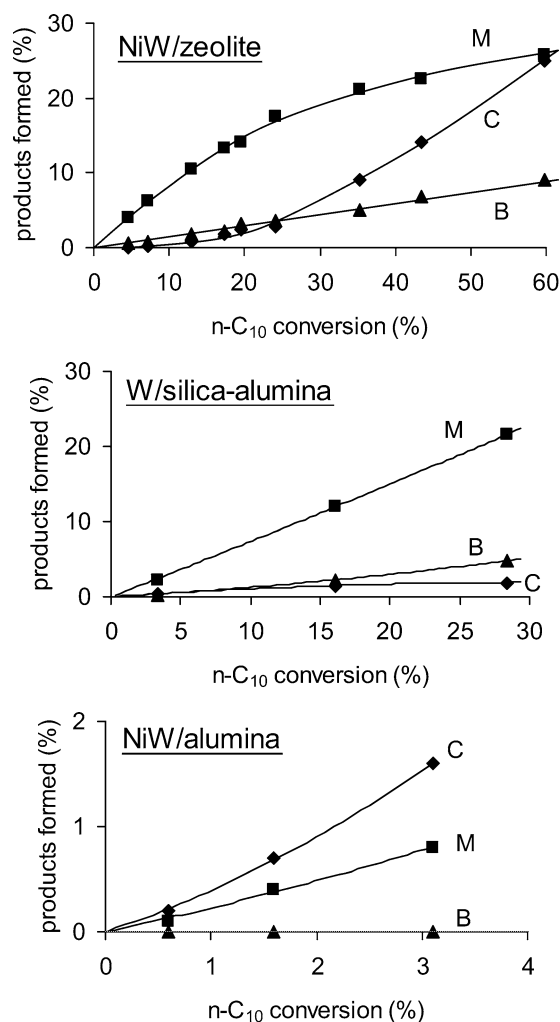 NiW/zeolite
products formed (%)
30
20
10
0
M
C
B
0 10 20 30 40 50 60
n-C₁₀ conversion (%)
W/silica-alumina
products formed (%)
30
20
10
0
M
B
C
0 5 10 15 20 25 30
n-C₁₀ conversion (%)
NiW/alumina
products formed (%)
2
1
0
C
M
B
0 1 2 3 4
n-C₁₀ conversion (%)